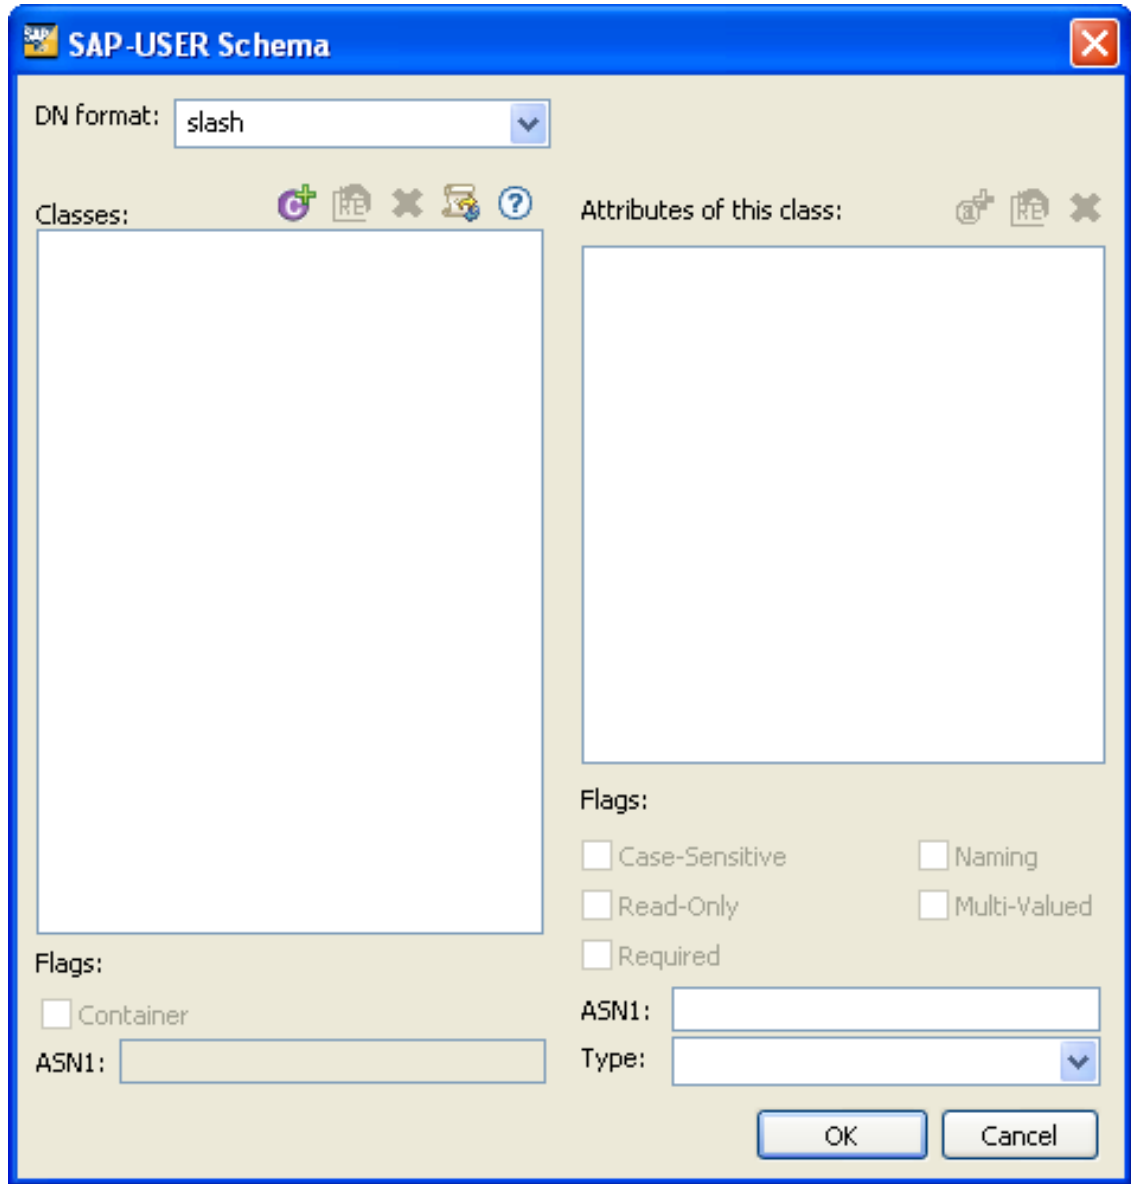 SAP-USER Schema
DN format:
slash
Classes:
Attributes of this class:
Flags:
Case-Sensitive
Naming
Read-Only
Multi-Valued
Required
Flags:
Container
ASN1:
ASN1:
Type:
OK
Cancel